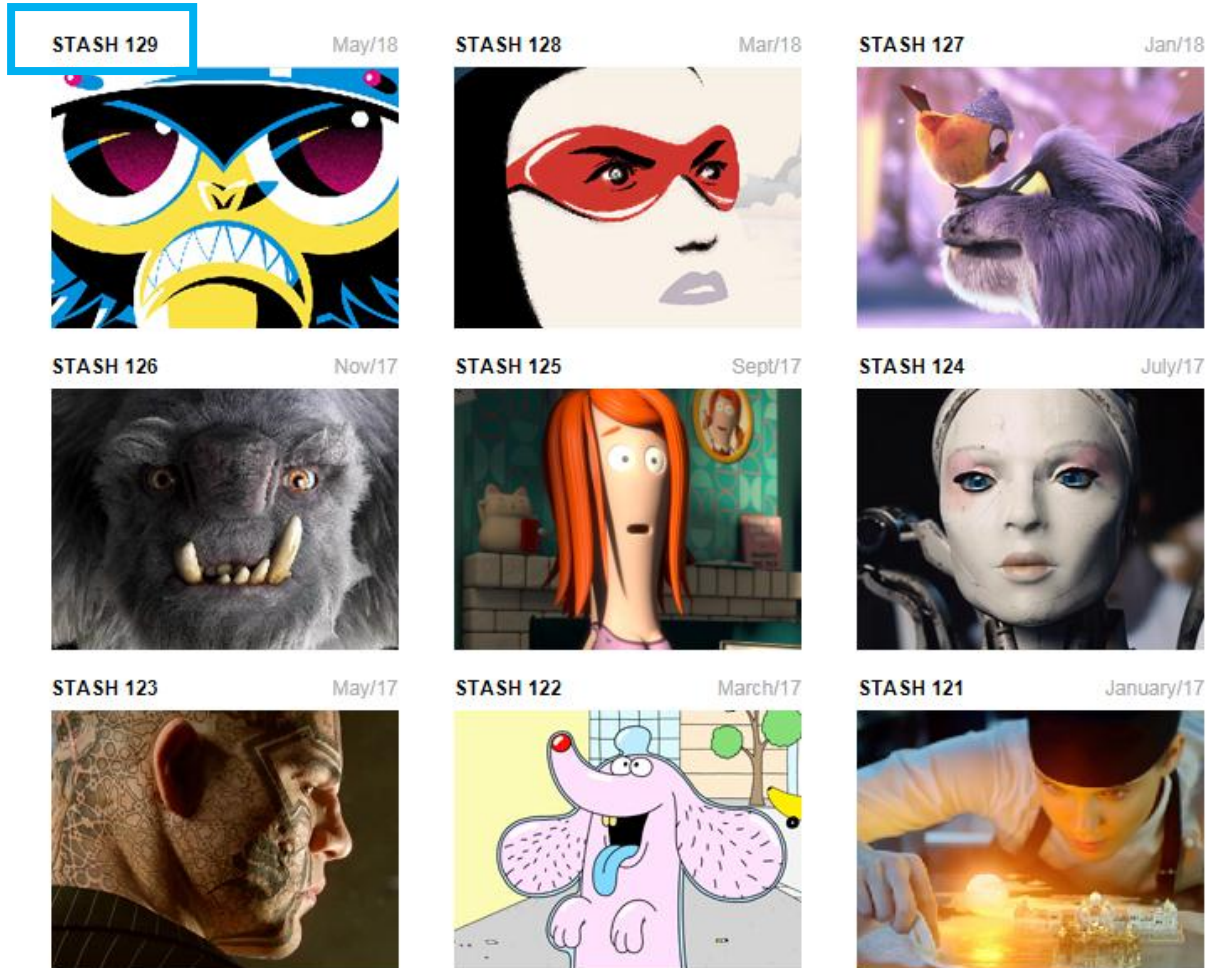 STASH 129 May/18 STASH 128 Mar/18 STASH 127 Jan/18
STASH 126 Nov/17 STASH 125 Sept/17 STASH 124 July/17
STASH 123 May/17 STASH 122 March/17 STASH 121 January/17